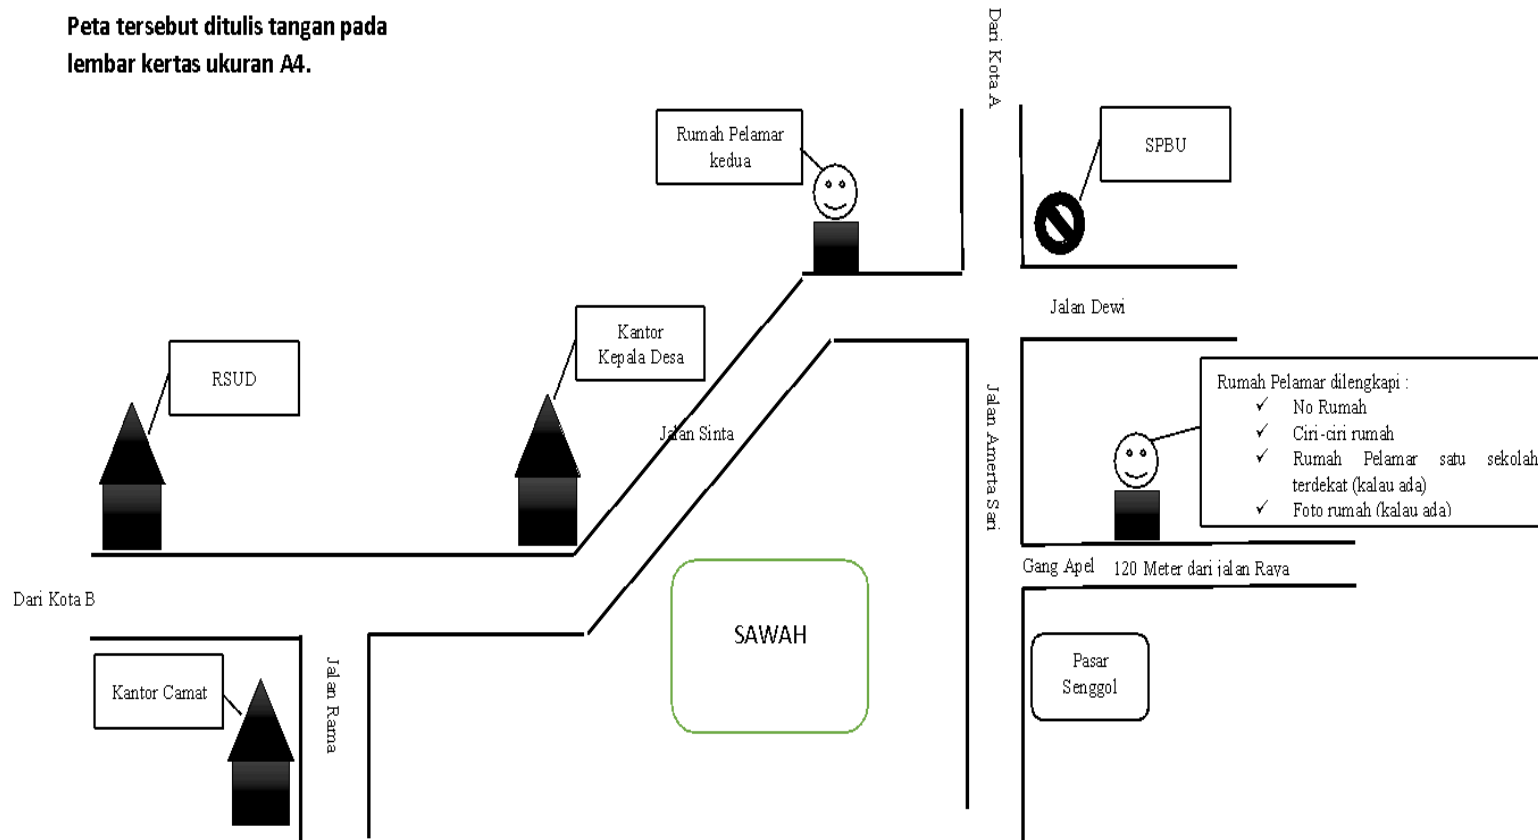 Peta tersebut ditulis tangan pada
lembar kertas ukuran A4.
Dari Kota A
Rumah Pelamar
kedua
SPBU
Jalan Dewi
Kantor
Kepala Desa
RSUD
Jalan Sinta
Jalan Amerta Sari
Rumah Pelamar dilengkapi :
✓ No Rumah
✓ Ciri-ciri rumah
✓ Rumah Pelamar satu sekolah
terdekat (kalau ada)
✓ Foto rumah (kalau ada)
Gang Apel 120 Meter dari jalan Raya
Dari Kota B
SAWAH
Pasar
Senggol
Kantor Camat
Jalan Rama